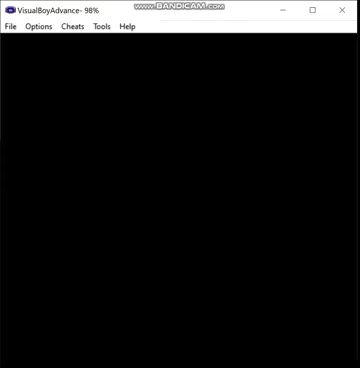 www.BANDICAM.com
VisualBoyAdvance- 98%
File Options Cheats Tools Help